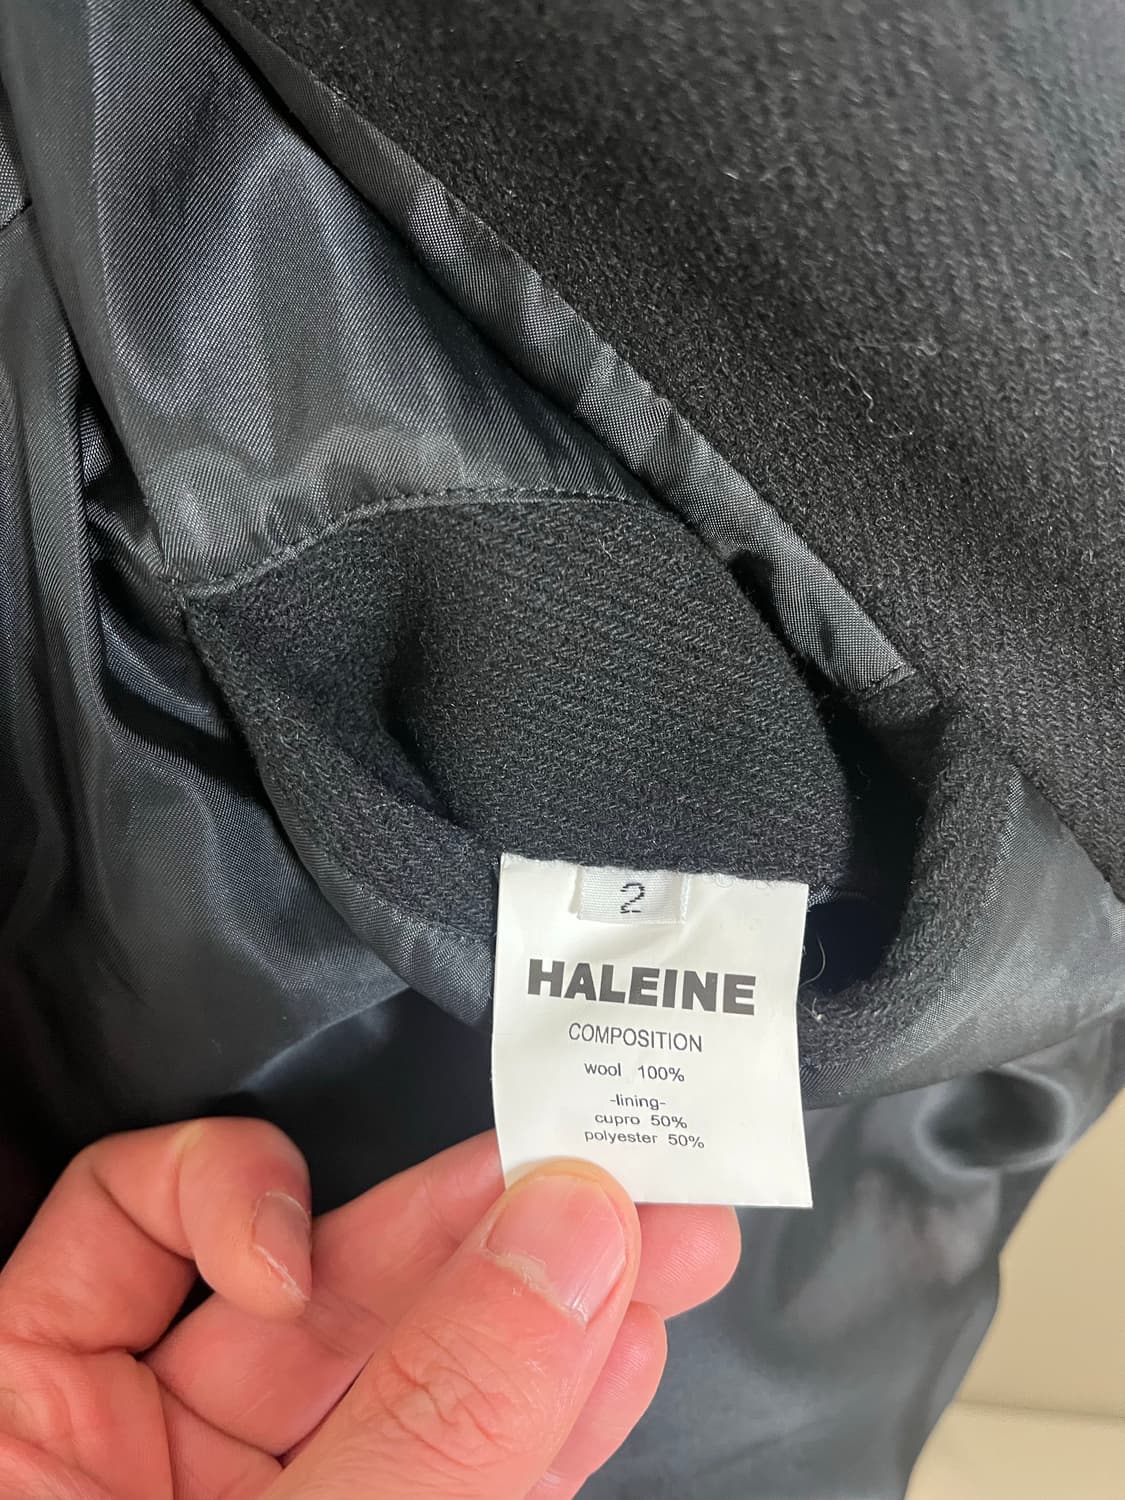 2
HALEINE
COMPOSITION
wool 100%
-lining-
cupro 50%
polyester 50%